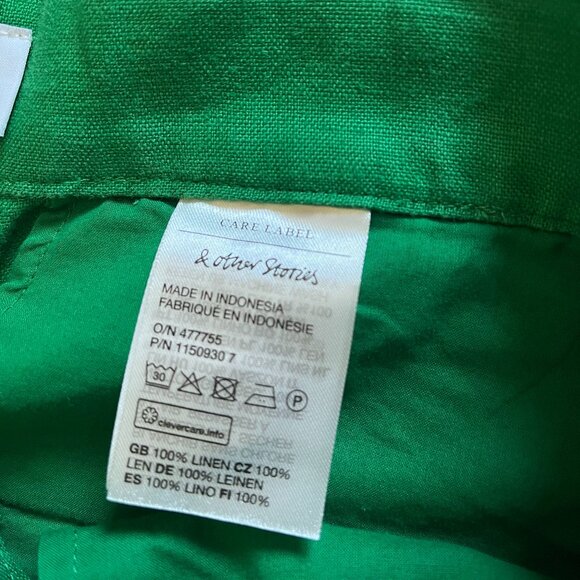 CARE LABEL
& other Stories
MADE IN INDONESIA
FABRIQUÉ EN INDONÉSIE
O/N 477755
P/N 1150930 7
30 P
clevercare.info
GB 100% LINEN CZ 100%
LEN DE 100% LEINEN
ES 100% LINO FI 100%